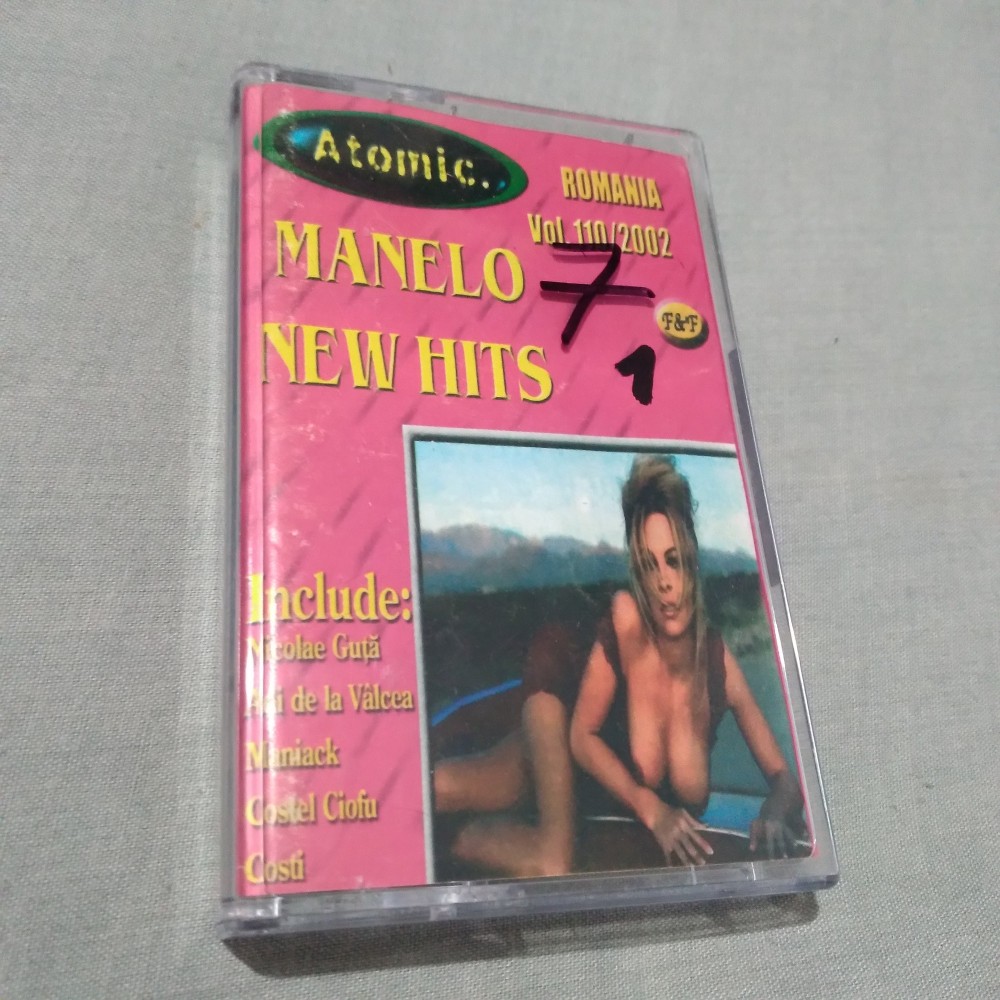 Atomic.
ROMANIA
Vol. 110/2002
MANELO
7
F&F
NEW HITS
1
Include:
Nicolae Guță
de la Vâlcea
Maniack
Costel Ciofu
Costi